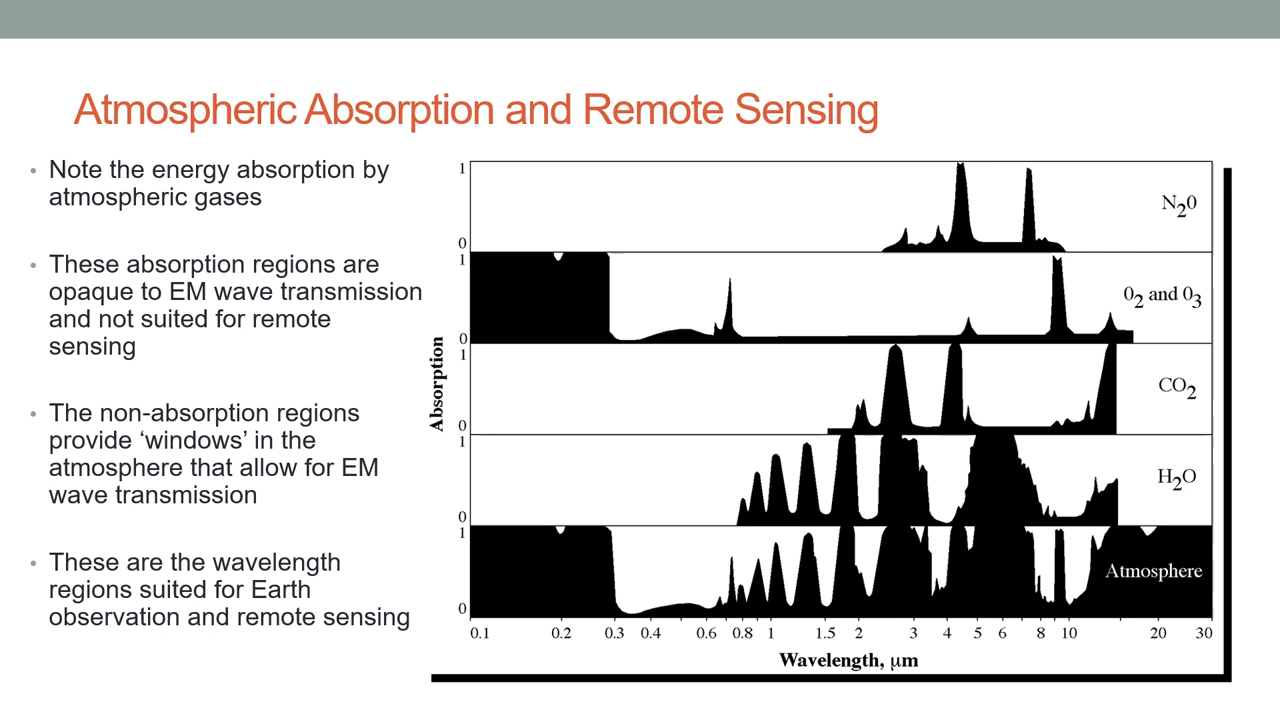 Atmospheric Absorption and Remote Sensing
• Note the energy absorption by
atmospheric gases
• These absorption regions are
opaque to EM wave transmission
and not suited for remote
sensing
• The non-absorption regions
provide ‘windows’ in the
atmosphere that allow for EM
wave transmission
• These are the wavelength
regions suited for Earth
observation and remote sensing
Absorption
1
N₂0
0
1
0₂ and 0₃
0
1
CO₂
0
1
H₂O
0
1
Atmosphere
0
0.1 0.2 0.3 0.4 0.6 0.8 1 1.5 2 3 4 5 6 8 10 20 30
Wavelength, μm